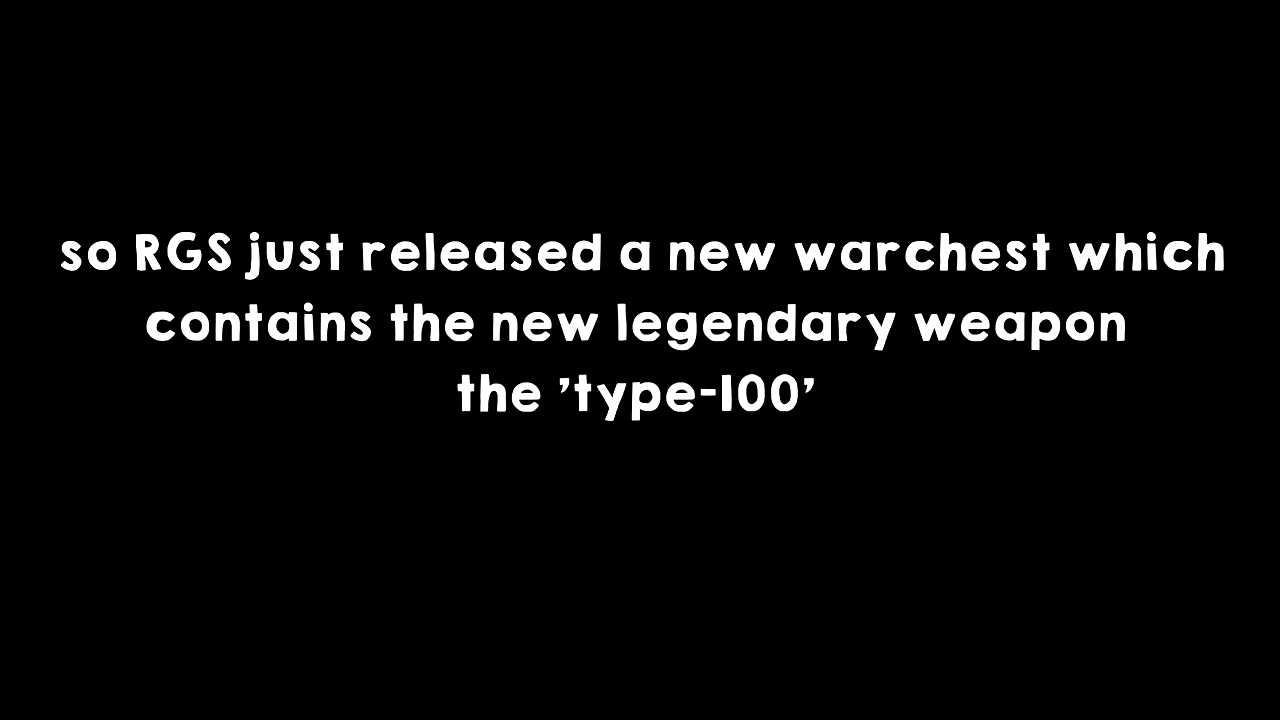 so RGS just released a new warchest which
contains the new legendary weapon
the 'type-100'